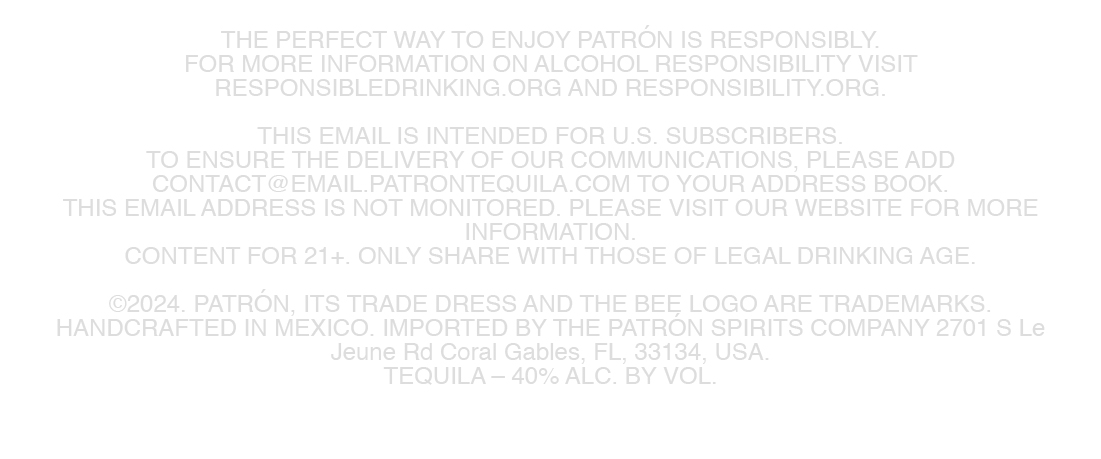 THE PERFECT WAY TO ENJOY PATRÓN IS RESPONSIBLY.
FOR MORE INFORMATION ON ALCOHOL RESPONSIBILITY VISIT
RESPONSIBLEDRINKING.ORG AND RESPONSIBILITY.ORG.
THIS EMAIL IS INTENDED FOR U.S. SUBSCRIBERS.
TO ENSURE THE DELIVERY OF OUR COMMUNICATIONS, PLEASE ADD
CONTACT@EMAIL.PATRONTEQUILA.COM TO YOUR ADDRESS BOOK.
THIS EMAIL ADDRESS IS NOT MONITORED. PLEASE VISIT OUR WEBSITE FOR MORE
INFORMATION.
CONTENT FOR 21+. ONLY SHARE WITH THOSE OF LEGAL DRINKING AGE.
©2024. PATRÓN, ITS TRADE DRESS AND THE BEE LOGO ARE TRADEMARKS.
HANDCRAFTED IN MEXICO. IMPORTED BY THE PATRÓN SPIRITS COMPANY 2701 S Le
Jeune Rd Coral Gables, FL, 33134, USA.
TEQUILA – 40% ALC. BY VOL.